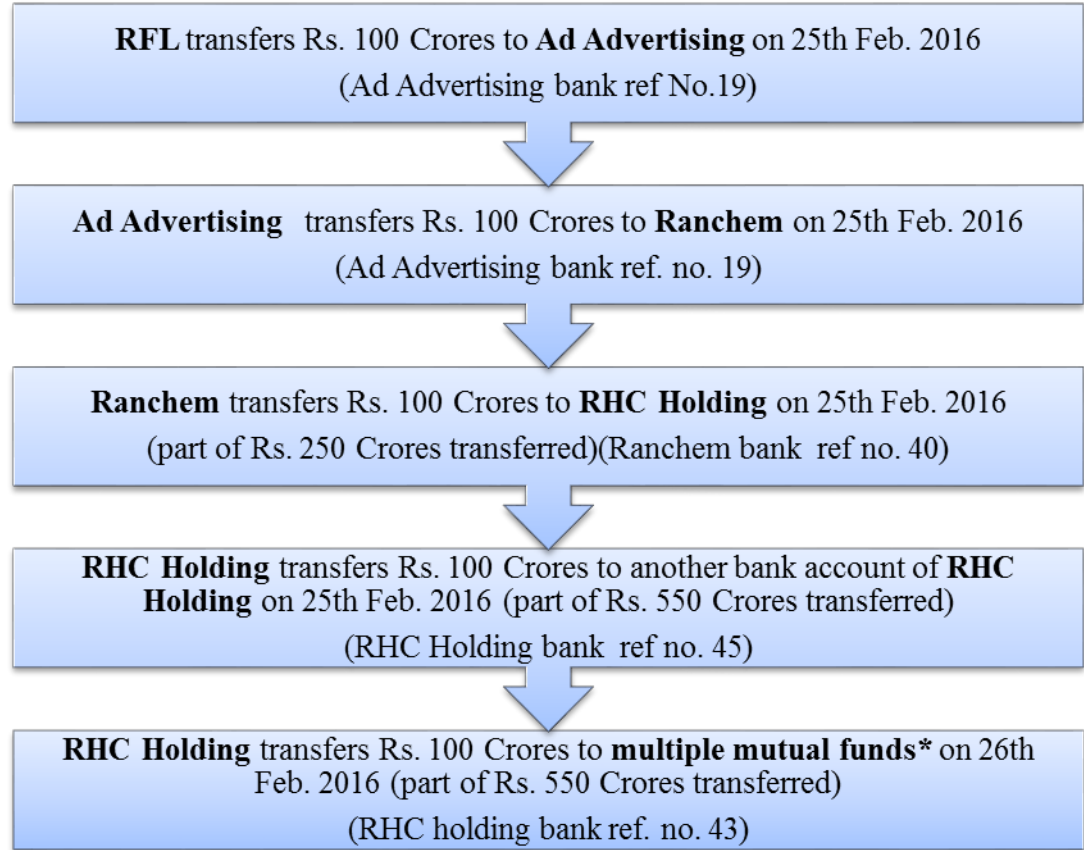 RFL transfers Rs. 100 Crores to Ad Advertising on 25th Feb. 2016
(Ad Advertising bank ref No.19)
Ad Advertising transfers Rs. 100 Crores to Ranchem on 25th Feb. 2016
(Ad Advertising bank ref. no. 19)
Ranchem transfers Rs. 100 Crores to RHC Holding on 25th Feb. 2016
(part of Rs. 250 Crores transferred)(Ranchem bank ref no. 40)
RHC Holding transfers Rs. 100 Crores to another bank account of RHC
Holding on 25th Feb. 2016 (part of Rs. 550 Crores transferred)
(RHC Holding bank ref no. 45)
RHC Holding transfers Rs. 100 Crores to multiple mutual funds* on 26th
Feb. 2016 (part of Rs. 550 Crores transferred)
(RHC holding bank ref. no. 43)